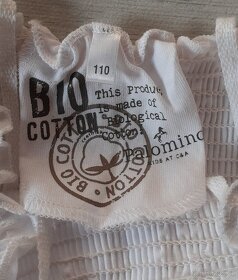 110
BIO
COTTON
This Product
is made of
Biological
cotton
Palomino
KIDS AT C&A
BIO COTTON